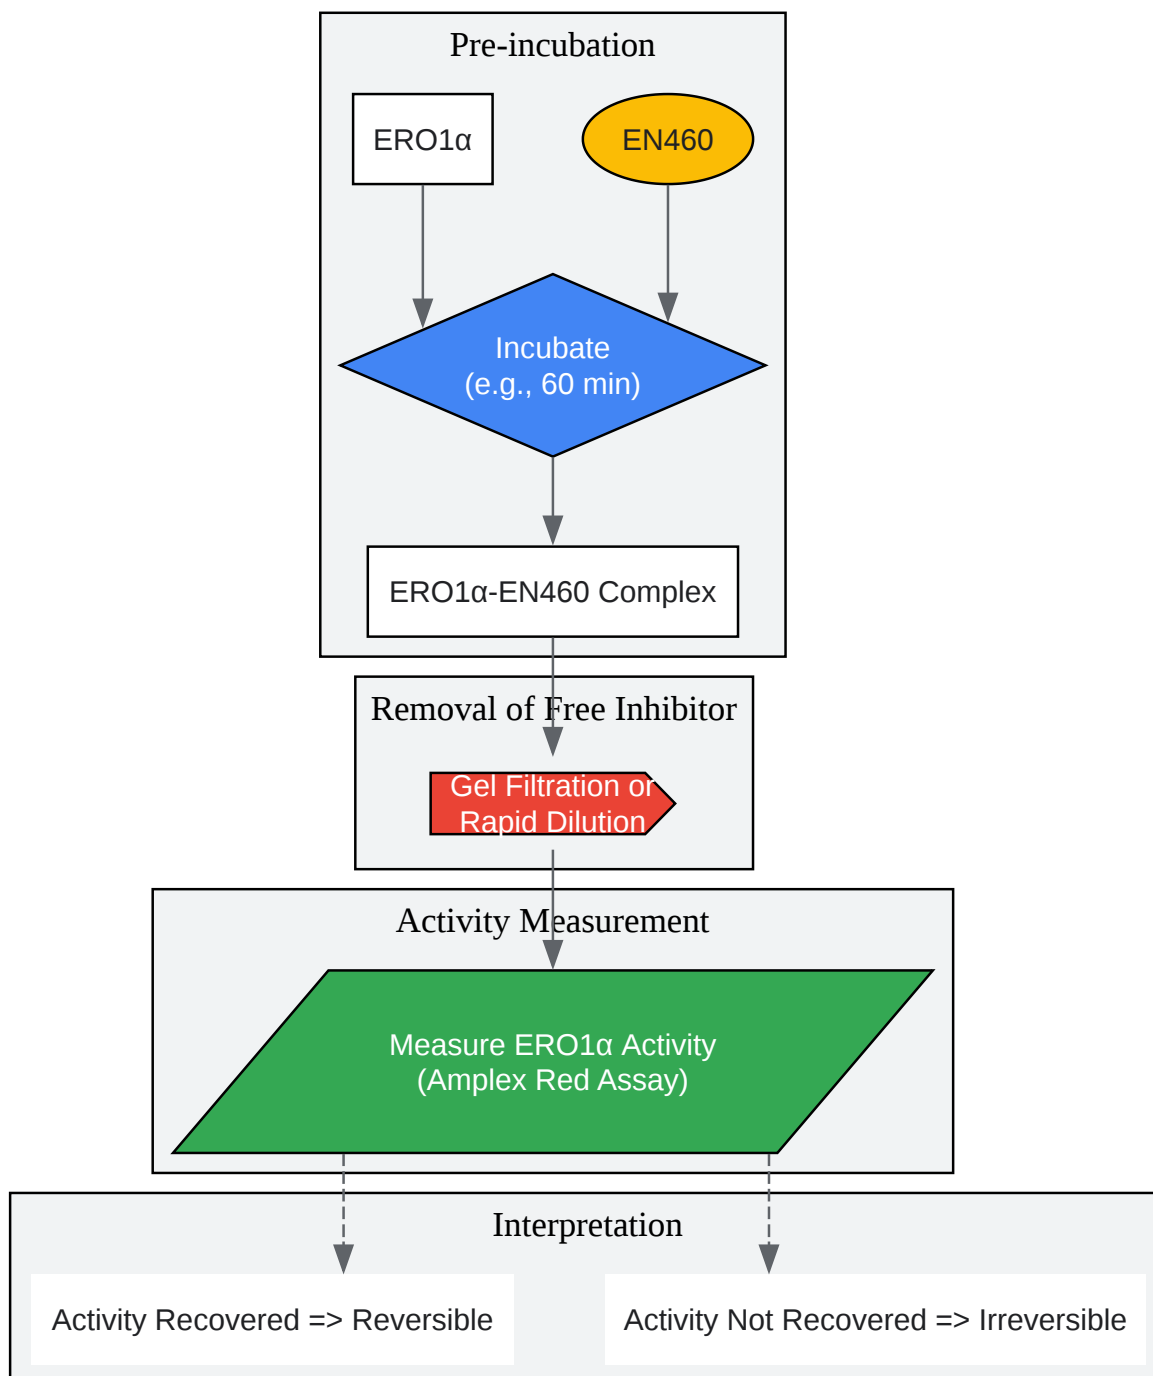 Pre-incubation
ERO1α
EN460
Incubate
(e.g., 60 min)
ERO1α-EN460 Complex
Removal of Free Inhibitor
Gel Filtration or
Rapid Dilution
Activity Measurement
Measure ERO1α Activity
(Amplex Red Assay)
Interpretation
Activity Recovered => Reversible
Activity Not Recovered => Irreversible